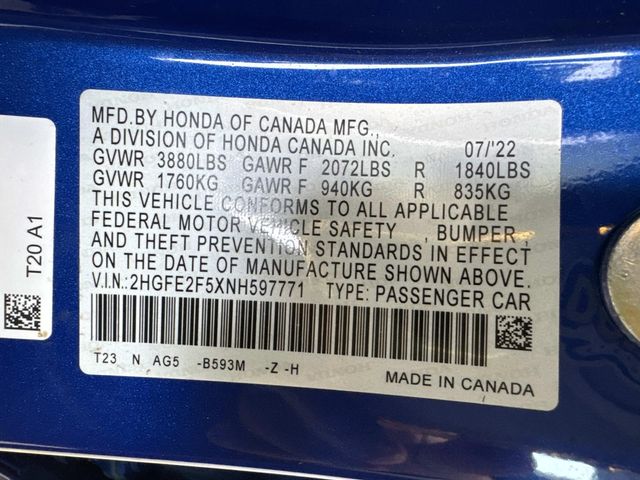 MFD.BY HONDA OF CANADA MFG.,
A DIVISION OF HONDA CANADA INC. 07/'22
GVWR 3880LBS GAWR F 2072LBS R 1840LBS
GVWR 1760KG GAWR F 940KG R 835KG
THIS VEHICLE CONFORMS TO ALL APPLICABLE
FEDERAL MOTOR VEHICLE SAFETY , BUMPER ,
AND THEFT PREVENTION STANDARDS IN EFFECT
ON THE DATE OF MANUFACTURE SHOWN ABOVE.
V.I.N.:2HGFE2F5XNH597771 TYPE: PASSENGER CAR
T23 N AG5 -B593M -Z -H
MADE IN CANADA
T20 A1